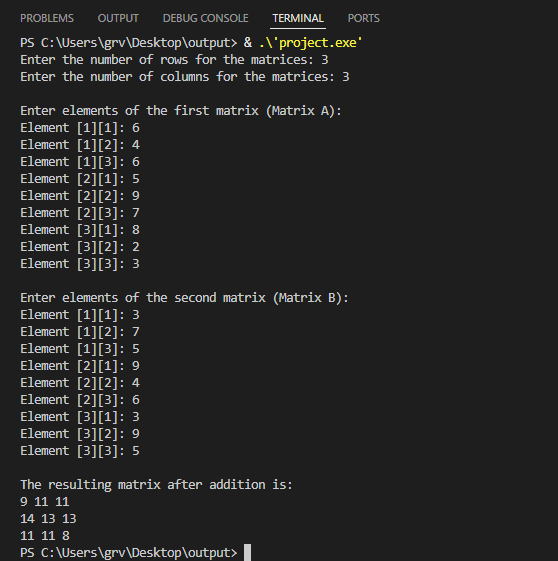 PROBLEMS OUTPUT DEBUG CONSOLE TERMINAL PORTS
PS C:\Users\grv\Desktop\output> & .\'project.exe'
Enter the number of rows for the matrices: 3
Enter the number of columns for the matrices: 3
Enter elements of the first matrix (Matrix A):
Element [1][1]: 6
Element [1][2]: 4
Element [1][3]: 6
Element [2][1]: 5
Element [2][2]: 9
Element [2][3]: 7
Element [3][1]: 8
Element [3][2]: 2
Element [3][3]: 3
Enter elements of the second matrix (Matrix B):
Element [1][1]: 3
Element [1][2]: 7
Element [1][3]: 5
Element [2][1]: 9
Element [2][2]: 4
Element [2][3]: 6
Element [3][1]: 3
Element [3][2]: 9
Element [3][3]: 5
The resulting matrix after addition is:
9 11 11
14 13 13
11 11 8
PS C:\Users\grv\Desktop\output>